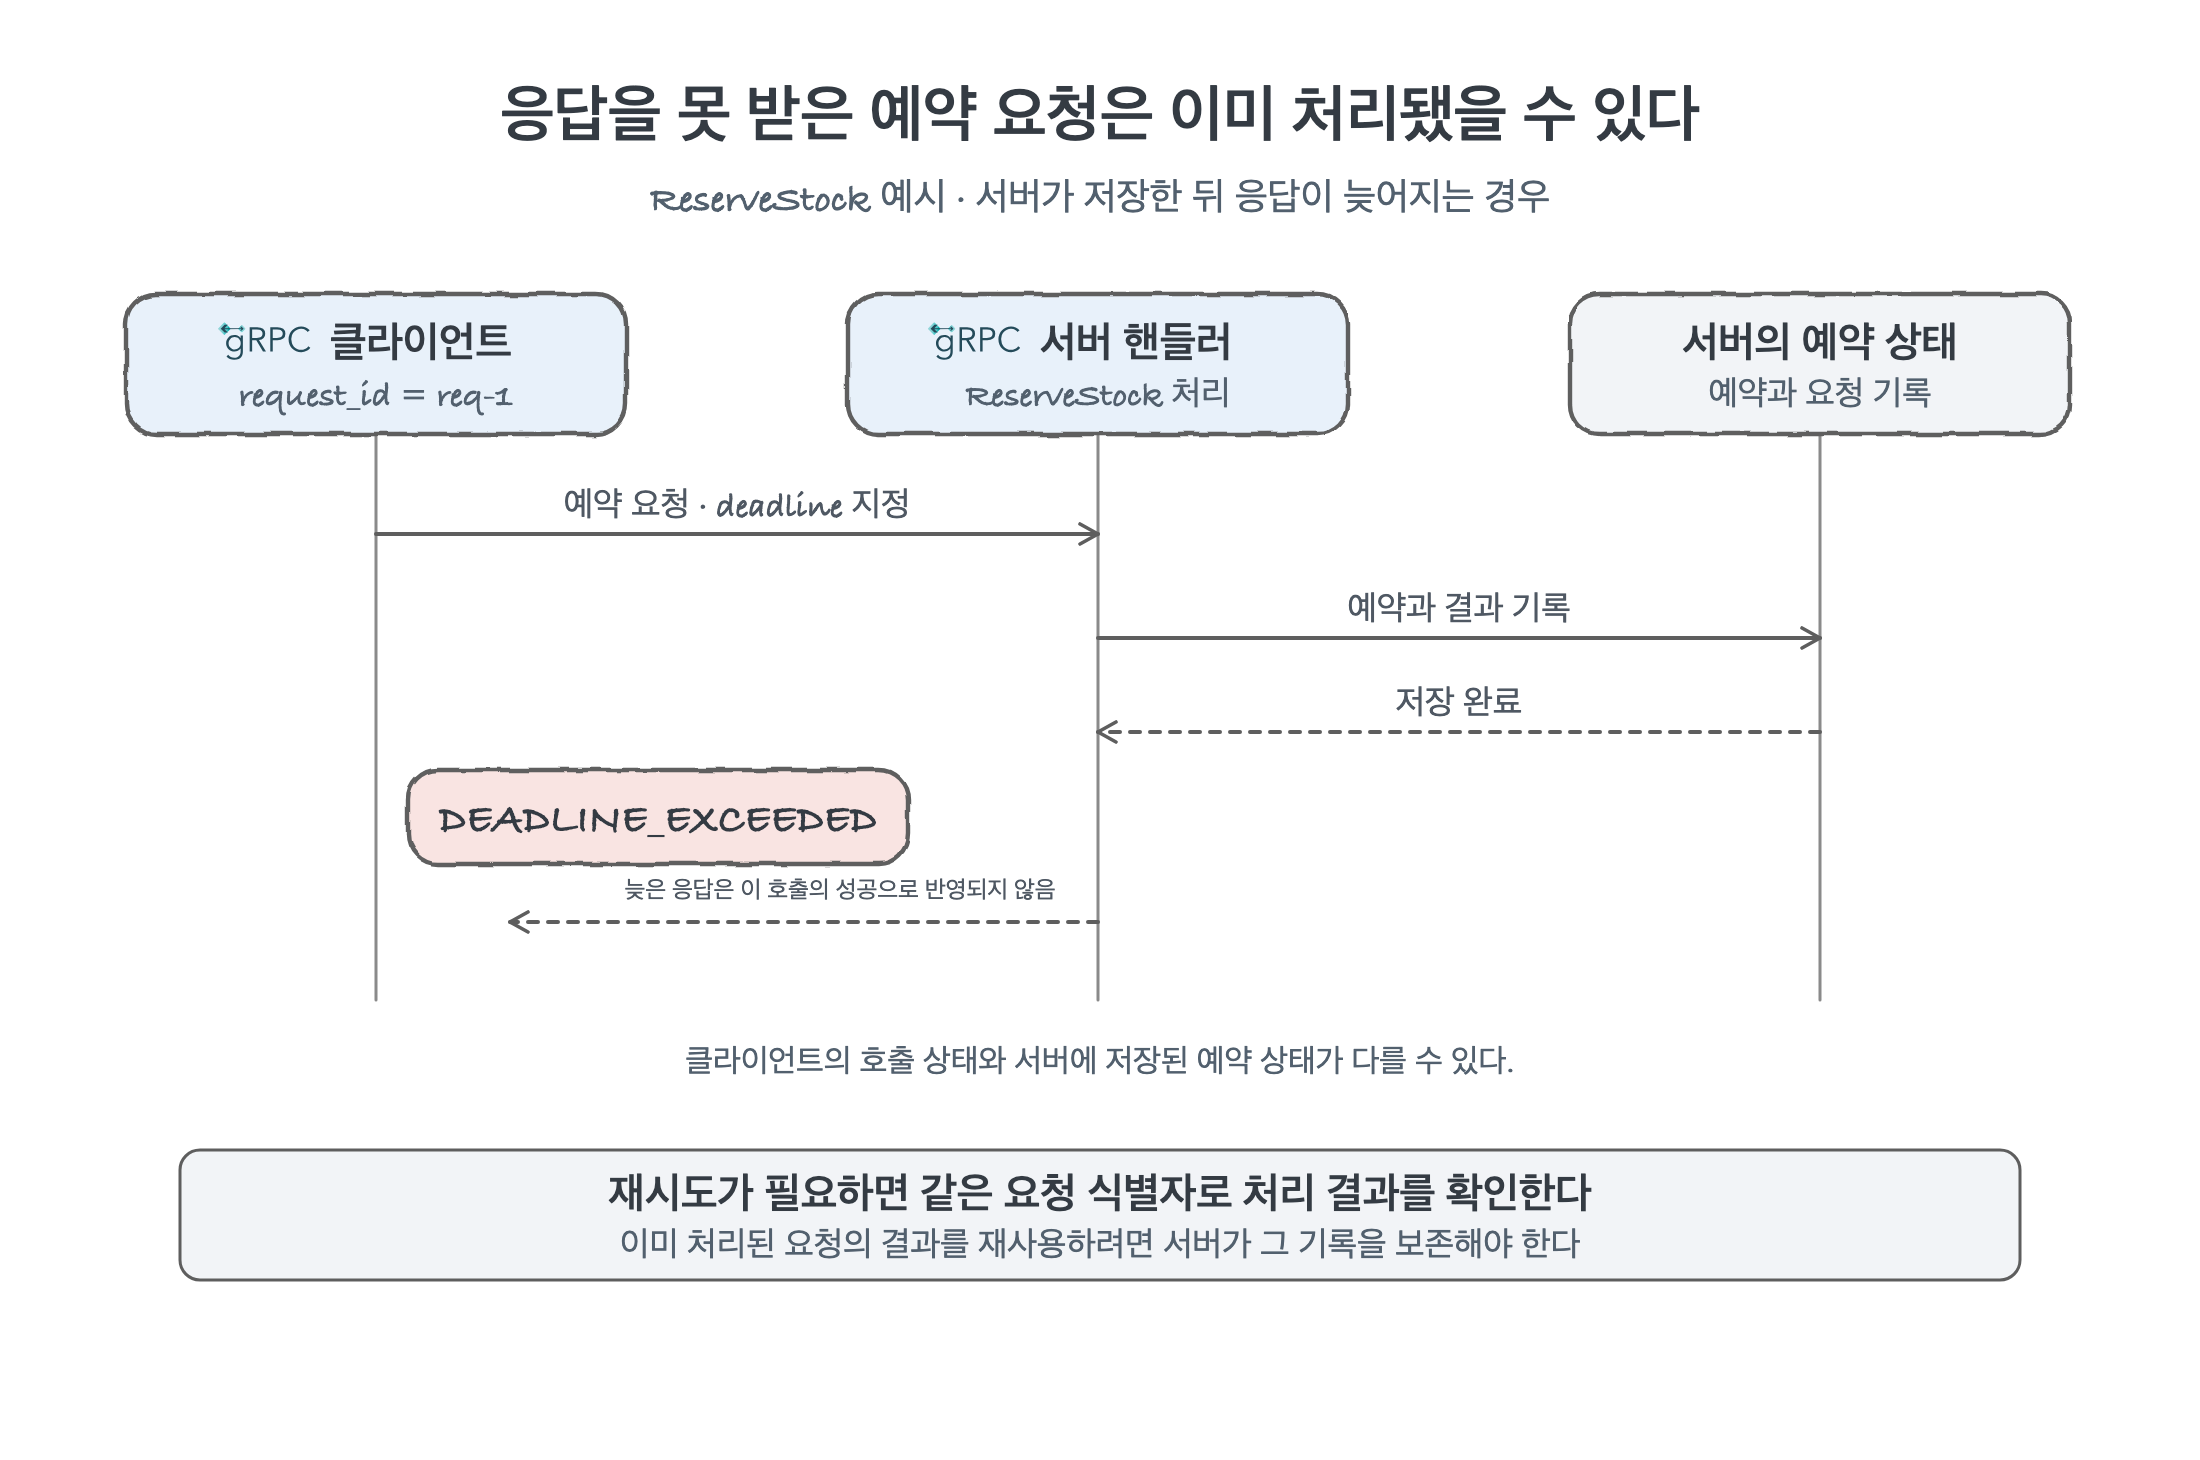 응답을 못 받은 예약 요청은 이미 처리됐을 수 있다
ReserveStock 예시 · 서버가 저장한 뒤 응답이 늦어지는 경우
gRPC 클라이언트
request_id = req-1
gRPC 서버 핸들러
ReserveStock 처리
서버의 예약 상태
예약과 요청 기록
예약 요청 · deadline 지정
예약과 결과 기록
저장 완료
DEADLINE_EXCEEDED
늦은 응답은 이 호출의 성공으로 반영되지 않음
클라이언트의 호출 상태와 서버에 저장된 예약 상태가 다를 수 있다.
재시도가 필요하면 같은 요청 식별자로 처리 결과를 확인한다
이미 처리된 요청의 결과를 재사용하려면 서버가 그 기록을 보존해야 한다